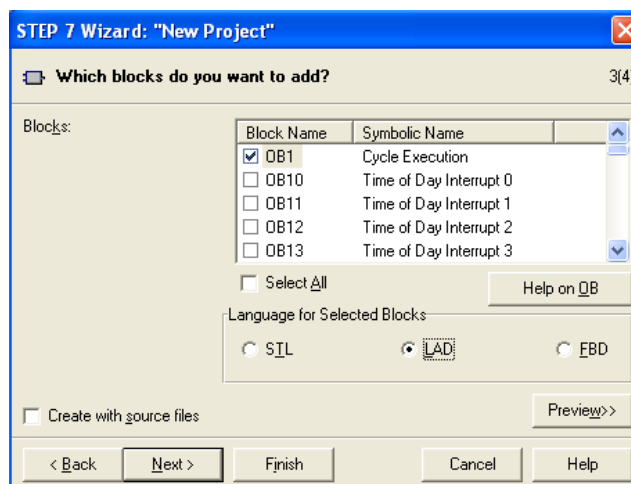 STEP 7 Wizard: "New Project"
Which blocks do you want to add? 3(4)
Blocks:
Block Name Symbolic Name
OB1 Cycle Execution
OB10 Time of Day Interrupt 0
OB11 Time of Day Interrupt 1
OB12 Time of Day Interrupt 2
OB13 Time of Day Interrupt 3
Select All
Help on OB
Language for Selected Blocks
STL LAD FBD
Create with source files
Preview>>
< Back Next > Finish Cancel Help